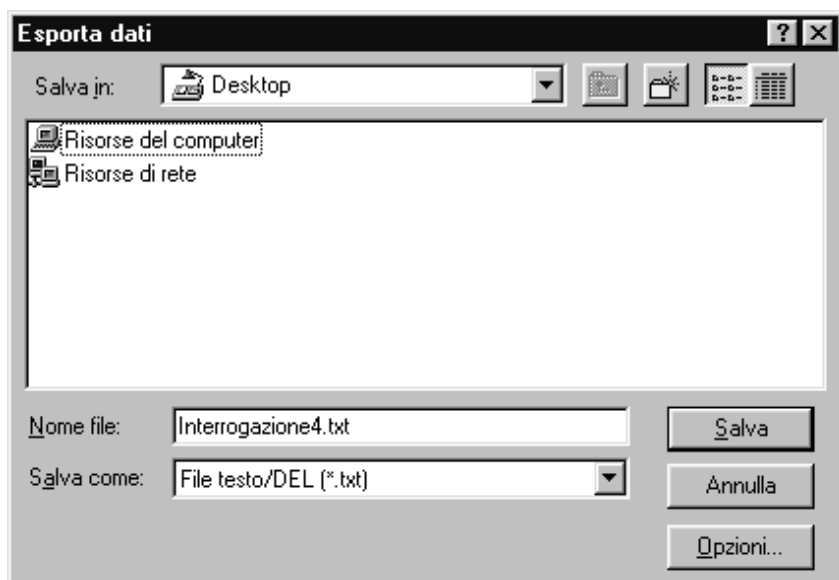 Esporta dati
Salva in: Desktop
Risorse del computer
Risorse di rete
Nome file: Interrogazione4.txt Salva
Salva come: File testo/DEL (*.txt) Annulla
Opzioni...